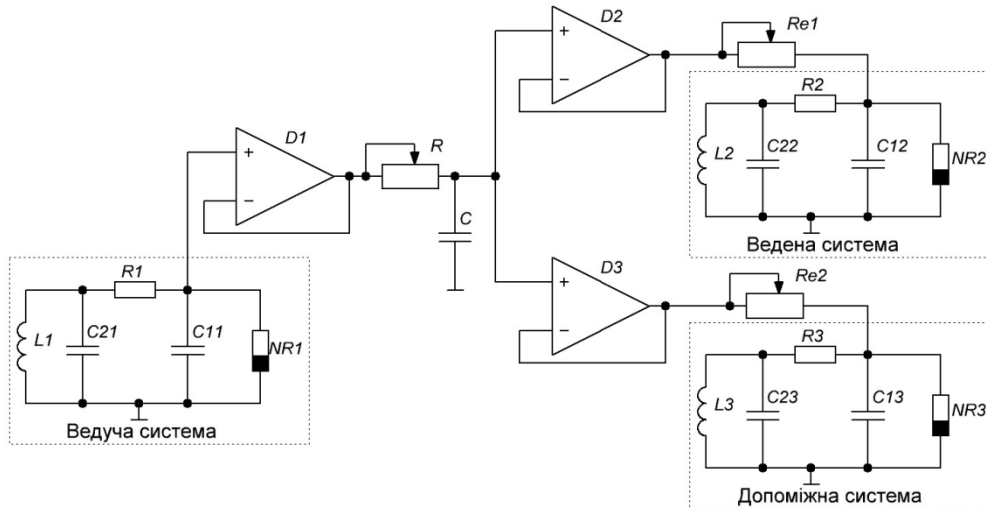 D2
Re1
R2
L2
C22
C12
NR2
Ведена система
D1
R
C
R1
L1
C21
C11
NR1
Ведуча система
D3
Re2
R3
L3
C23
C13
NR3
Допоміжна система